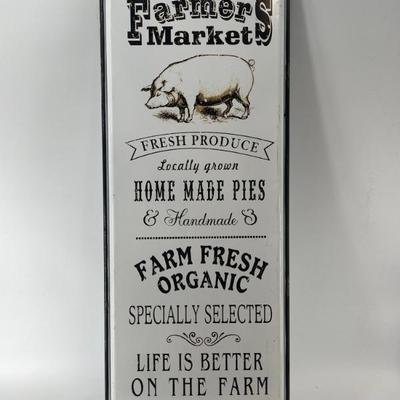 Farmers
Market
FRESH PRODUCE
Locally grown
HOME MADE PIES
& Handmade &
FARM FRESH
ORGANIC
SPECIALLY SELECTED
LIFE IS BETTER
ON THE FARM